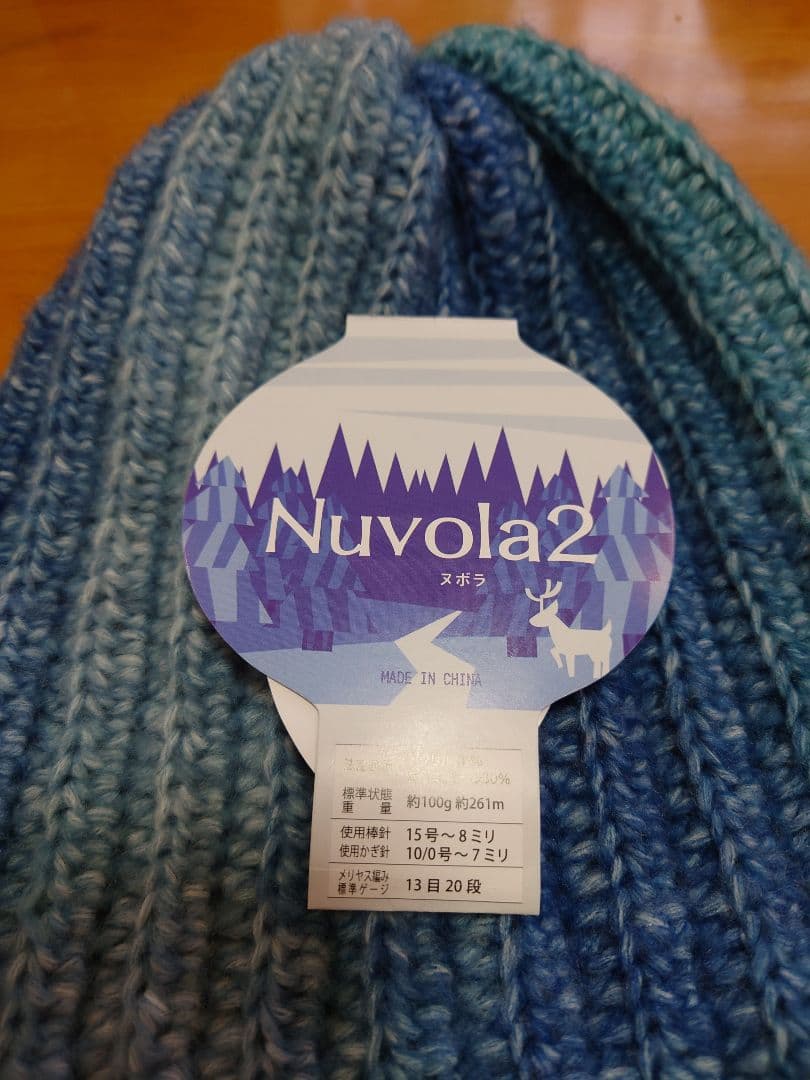 Nuvola2
ヌボラ
MADE IN CHINA
標準状態
重量 約100g 約261m
使用棒針 15号～8ミリ
使用かぎ針 10/0号～7ミリ
メリヤス編み
標準ゲージ 13目20段